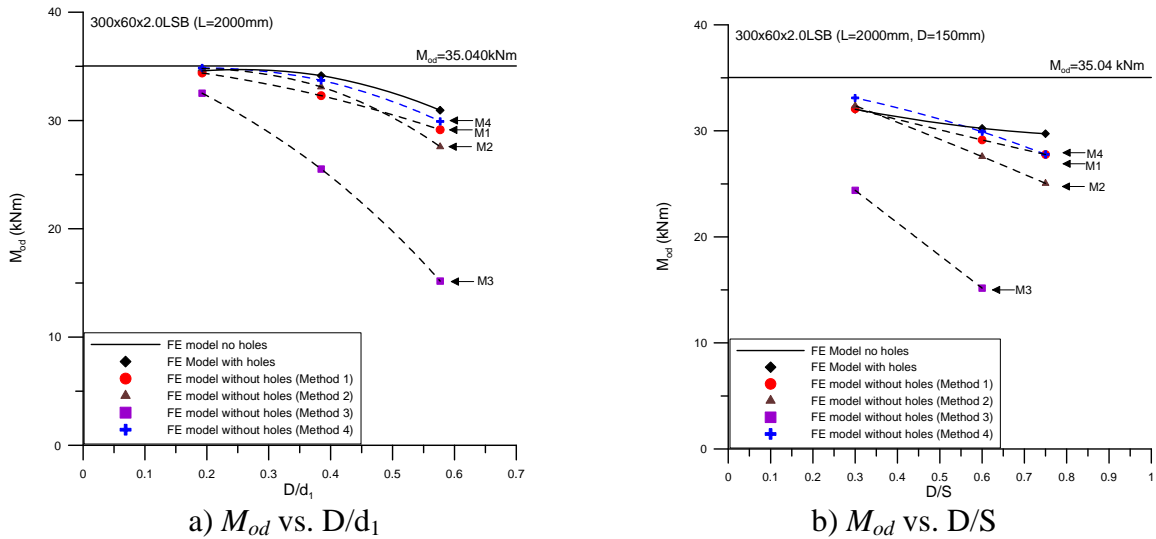 40
300x60x2.0LSB (L=2000mm)
Mod=35.040kNm
30
M4
M1
M2
20
M3
Mod (kNm)
10
FE model no holes
FE Model with holes
FE model without holes (Method 1)
FE model without holes (Method 2)
FE model without holes (Method 3)
FE model without holes (Method 4)
0
0 0.1 0.2 0.3 0.4 0.5 0.6 0.7
D/d1
a) Mod vs. D/d1
40
300x60x2.0LSB (L=2000mm, D=150mm)
Mod=35.04 kNm
30
M4
M1
M2
20
M3
Mod (kNm)
10
FE Model no holes
FE Model with holes
FE model without holes (Method 1)
FE model without holes (Method 2)
FE model without holes (Method 3)
FE model without holes (Method 4)
0
0 0.1 0.2 0.3 0.4 0.5 0.6 0.7 0.8 0.9 1
D/S
b) Mod vs. D/S